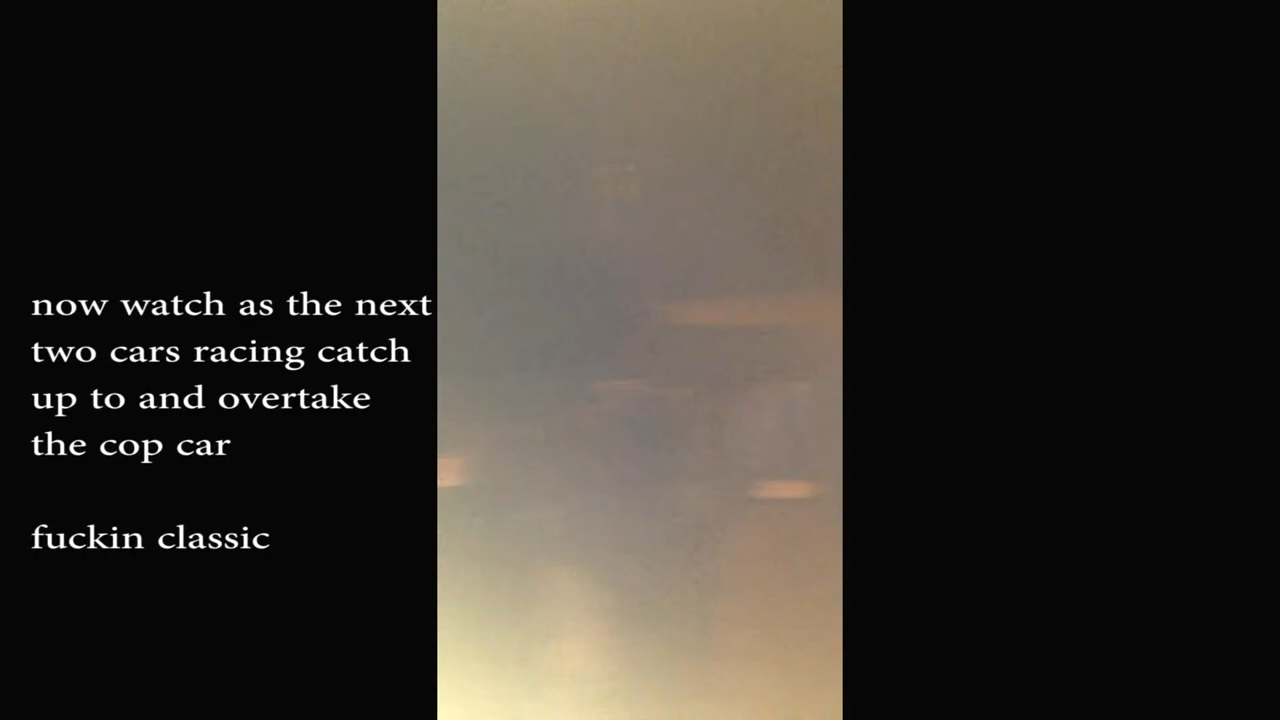 now watch as the next
two cars racing catch
up to and overtake
the cop car
fuckin classic